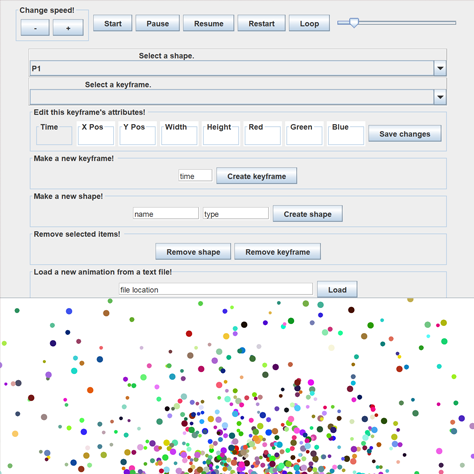 Change speed!
- + Start Pause Resume Restart Loop
Select a shape.
P1
Select a keyframe.
Edit this keyframe's attributes!
Time X Pos Y Pos Width Height Red Green Blue Save changes
Make a new keyframe!
time Create keyframe
Make a new shape!
name type Create shape
Remove selected items!
Remove shape Remove keyframe
Load a new animation from a text file!
file location Load